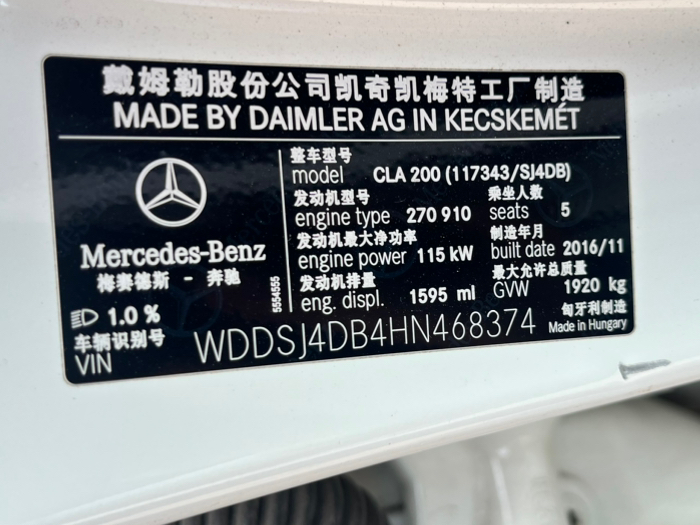 戴姆勒股份公司凯奇凯梅特工厂制造
MADE BY DAIMLER AG IN KECSKEMÉT
整车型号
model CLA 200 (117343/SJ4DB)
发动机型号 乘坐人数
engine type 270 910 seats 5
发动机最大净功率 制造年月
engine power 115 kW built date 2016/11
发动机排量 最大允许总质量
eng. displ. 1595 ml GVW 1920 kg
Mercedes-Benz
梅赛德斯 - 奔驰
5554555
1.0 %
车辆识别号
VIN WDDSJ4DB4HN468374
匈牙利制造
Made in Hungary